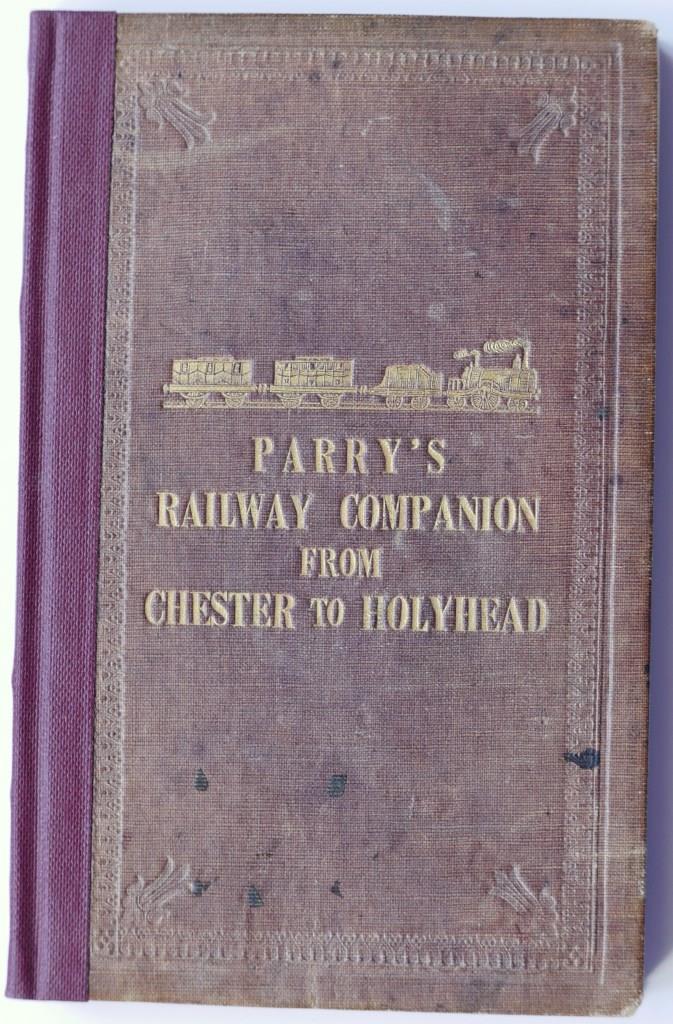 PARRY'S
RAILWAY COMPANION
FROM
CHESTER TO HOLYHEAD